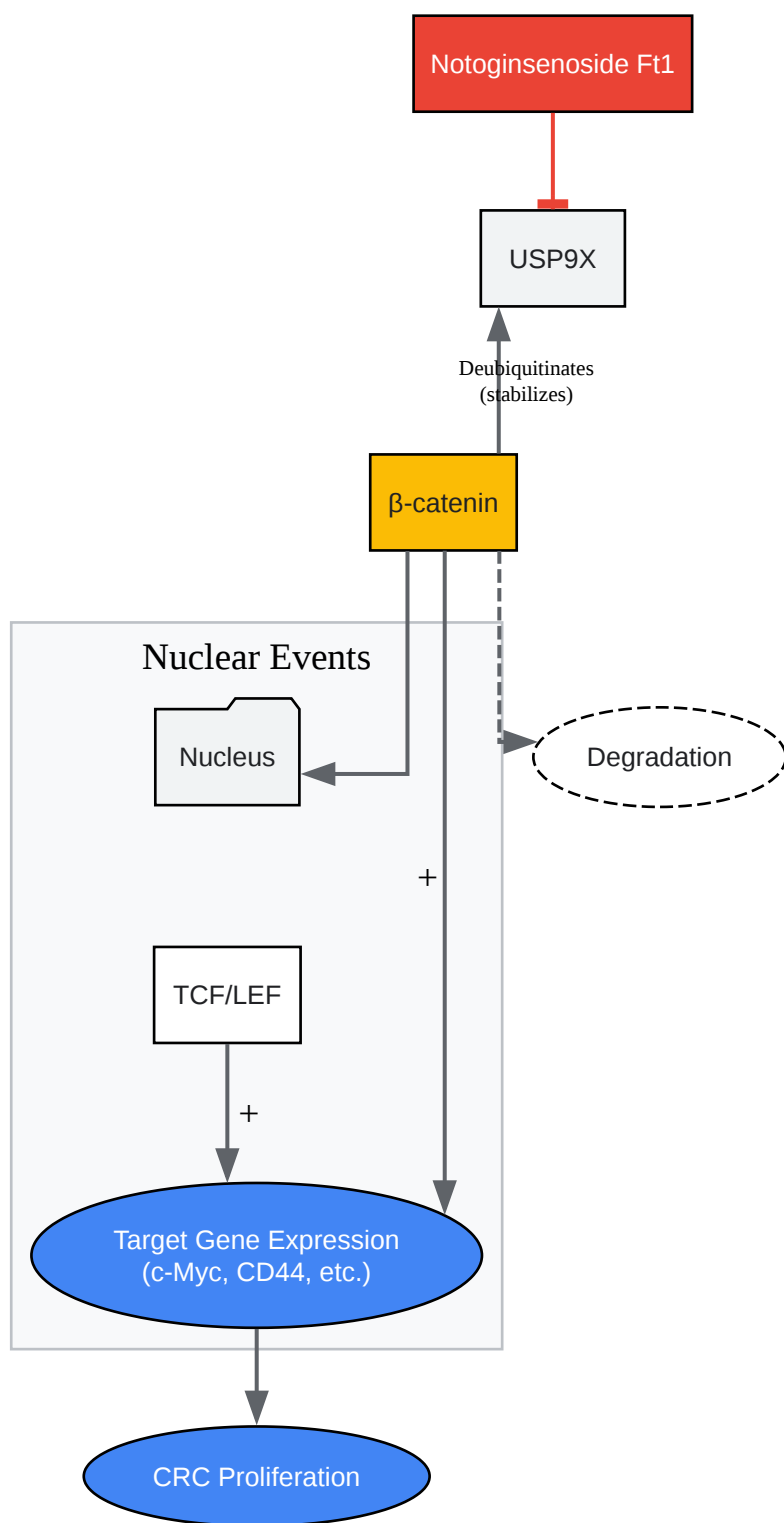 Notoginsenoside Ft1
USP9X
Deubiquitinates
(stabilizes)
β-catenin
Nuclear Events
Nucleus
Degradation
+
TCF/LEF
+
Target Gene Expression
(c-Myc, CD44, etc.)
CRC Proliferation